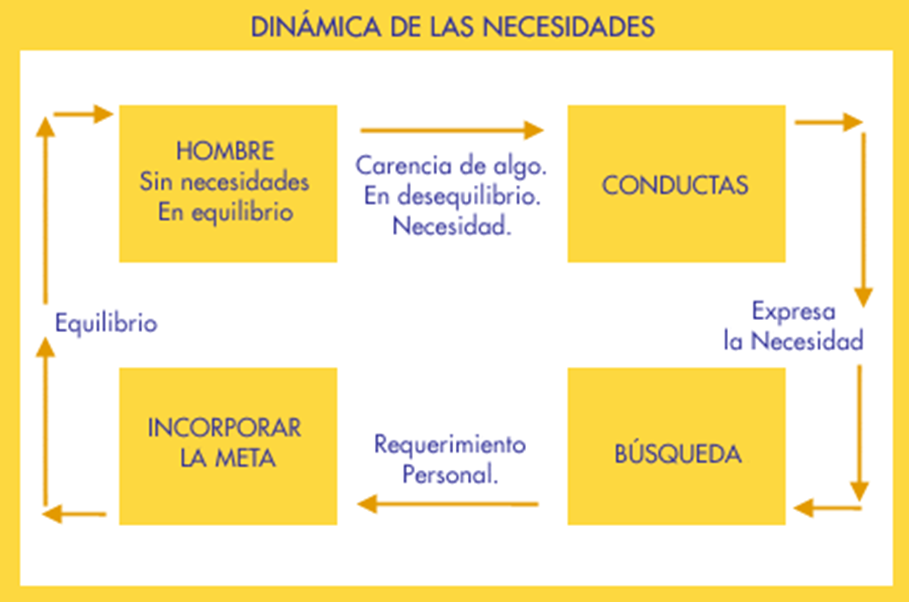 DINÁMICA DE LAS NECESIDADES
HOMBRE
Sin necesidades
En equilibrio
Carencia de algo.
En desequilibrio.
Necesidad.
CONDUCTAS
Expresa
la Necesidad
BÚSQUEDA
Requerimiento
Personal.
INCORPORAR
LA META
Equilibrio